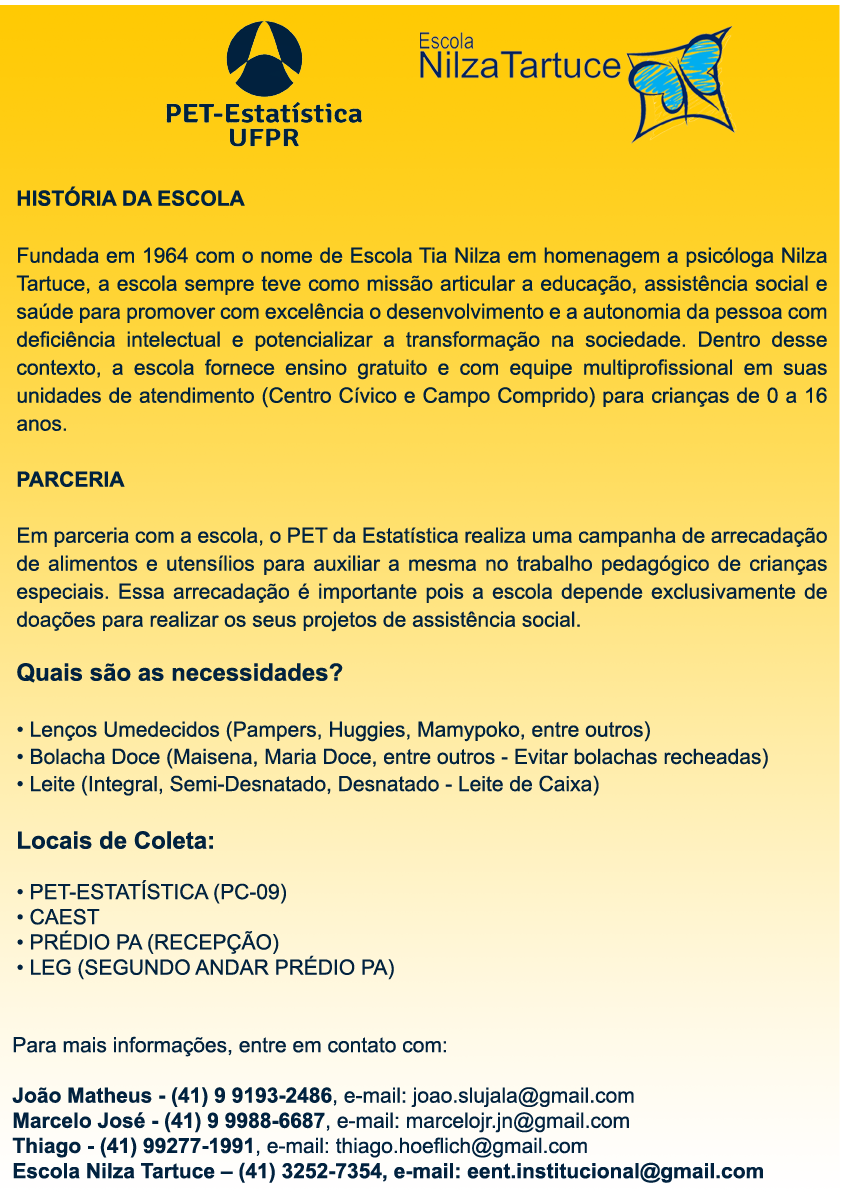 PET-Estatística
UFPR
Escola
NilzaTartuce
HISTÓRIA DA ESCOLA
Fundada em 1964 com o nome de Escola Tia Nilza em homenagem a psicóloga Nilza
Tartuce, a escola sempre teve como missão articular a educação, assistência social e
saúde para promover com excelência o desenvolvimento e a autonomia da pessoa com
deficiência intelectual e potencializar a transformação na sociedade. Dentro desse
contexto, a escola fornece ensino gratuito e com equipe multiprofissional em suas
unidades de atendimento (Centro Cívico e Campo Comprido) para crianças de 0 a 16
anos.
PARCERIA
Em parceria com a escola, o PET da Estatística realiza uma campanha de arrecadação
de alimentos e utensílios para auxiliar a mesma no trabalho pedagógico de crianças
especiais. Essa arrecadação é importante pois a escola depende exclusivamente de
doações para realizar os seus projetos de assistência social.
Quais são as necessidades?
• Lenços Umedecidos (Pampers, Huggies, Mamypoko, entre outros)
• Bolacha Doce (Maisena, Maria Doce, entre outros - Evitar bolachas recheadas)
• Leite (Integral, Semi-Desnatado, Desnatado - Leite de Caixa)
Locais de Coleta:
• PET-ESTATÍSTICA (PC-09)
• CAEST
• PRÉDIO PA (RECEPÇÃO)
• LEG (SEGUNDO ANDAR PRÉDIO PA)
Para mais informações, entre em contato com:
João Matheus - (41) 9 9193-2486, e-mail: joao.slujala@gmail.com
Marcelo José - (41) 9 9988-6687, e-mail: marcelojr.jn@gmail.com
Thiago - (41) 99277-1991, e-mail: thiago.hoeflich@gmail.com
Escola Nilza Tartuce – (41) 3252-7354, e-mail: eent.institucional@gmail.com